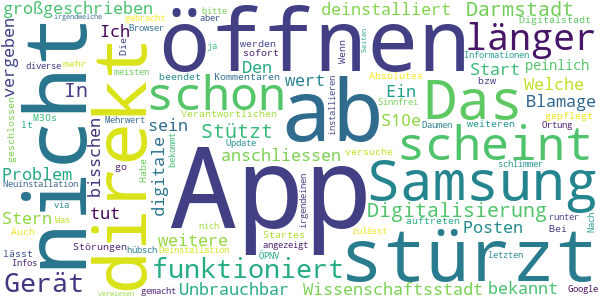 großgeschrieben
öffnen
deinstalliert
Darmstadt
irgendwelche
gebracht
Browser
bitte
aber
ja
Die
Ich
vergeben
diverse
mehr
meisten
werden
sofort
Wenn
Digitalstadt
Seiten
länger
nicht
direkt
In
geschlossen
M30s
lt
schon
beendet
Kommentaren
Den
wert
installieren
ab
Absolutes
Verantwortlichen
Ein
Sinnfrei
Das
Start
peinlich
Informationen
bzw
Welche
Blamage
gepflegt
Ortung
Mehrwert
go
Problem
Neuinstallation
bisschen
via
digitale
sein
Stützt
Update
bekommt
App
S10e
Daumen
weiteren
versuche
scheint
schlimmer
anschliessen
irgendeinen
Habe
Stern
Auch
Was
tut
Störungen
hübsch
weitere
Deinstallation
nich
Startes
angezeigt
ÖPNV
Samsung
Digitalisierung
auftreten
letzten
Posten
Bei
runter
Nach
zulässt
stürzt
lässt
Infos
Gerät
verwiesen
gemacht
funktioniert
Unbrauchbar
Wissenschaftsstadt
bekannt
Google